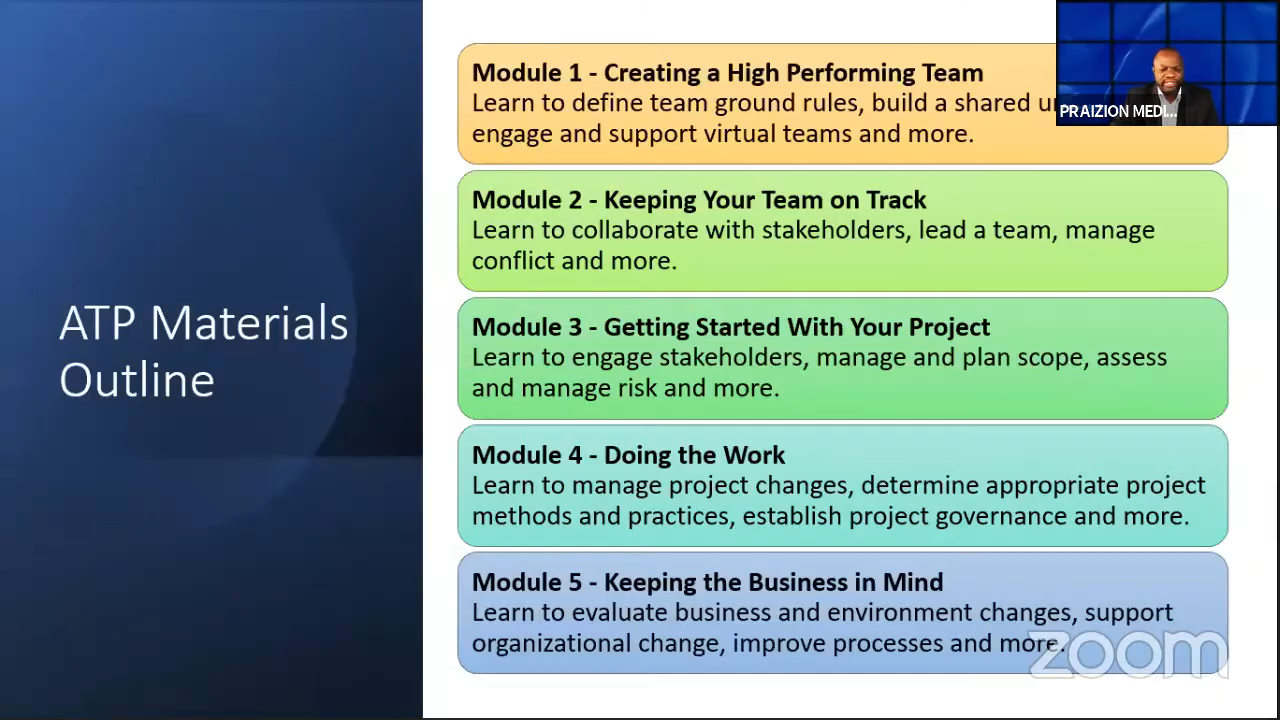 ATP Materials
Outline
Module 1 - Creating a High Performing Team
Learn to define team ground rules, build a shared
engage and support virtual teams and more.
PRAIZION MEDI...
Module 2 - Keeping Your Team on Track
Learn to collaborate with stakeholders, lead a team, manage
conflict and more.
Module 3 - Getting Started With Your Project
Learn to engage stakeholders, manage and plan scope, assess
and manage risk and more.
Module 4 - Doing the Work
Learn to manage project changes, determine appropriate project
methods and practices, establish project governance and more.
Module 5 - Keeping the Business in Mind
Learn to evaluate business and environment changes, support
organizational change, improve processes and more.
zoom